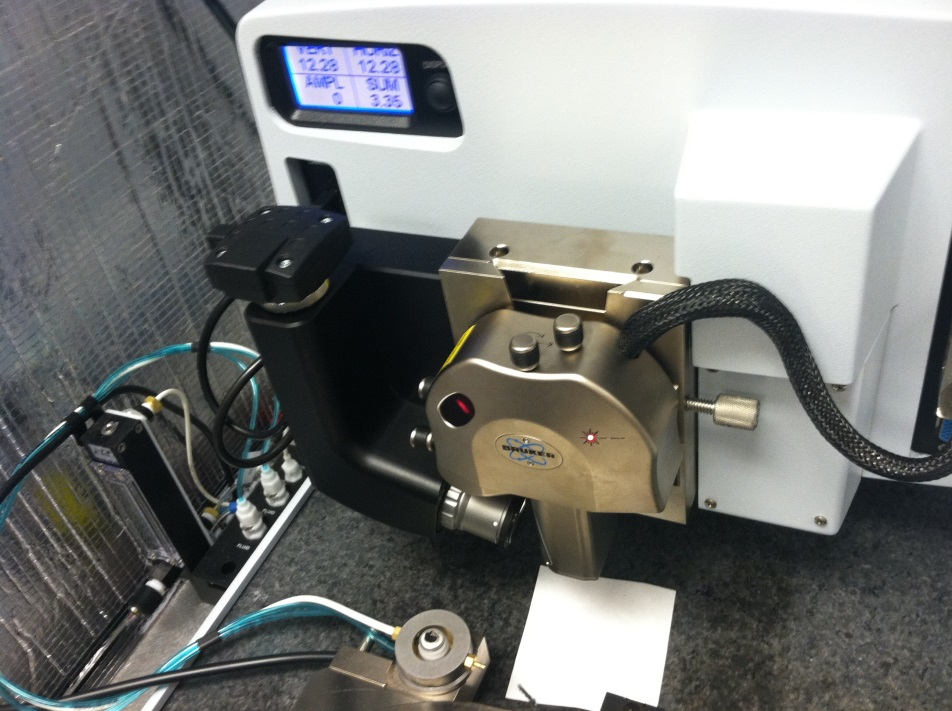 VERT HORIZ
12.28 12.28
AMPL SUM
0 3.35
BRUKER